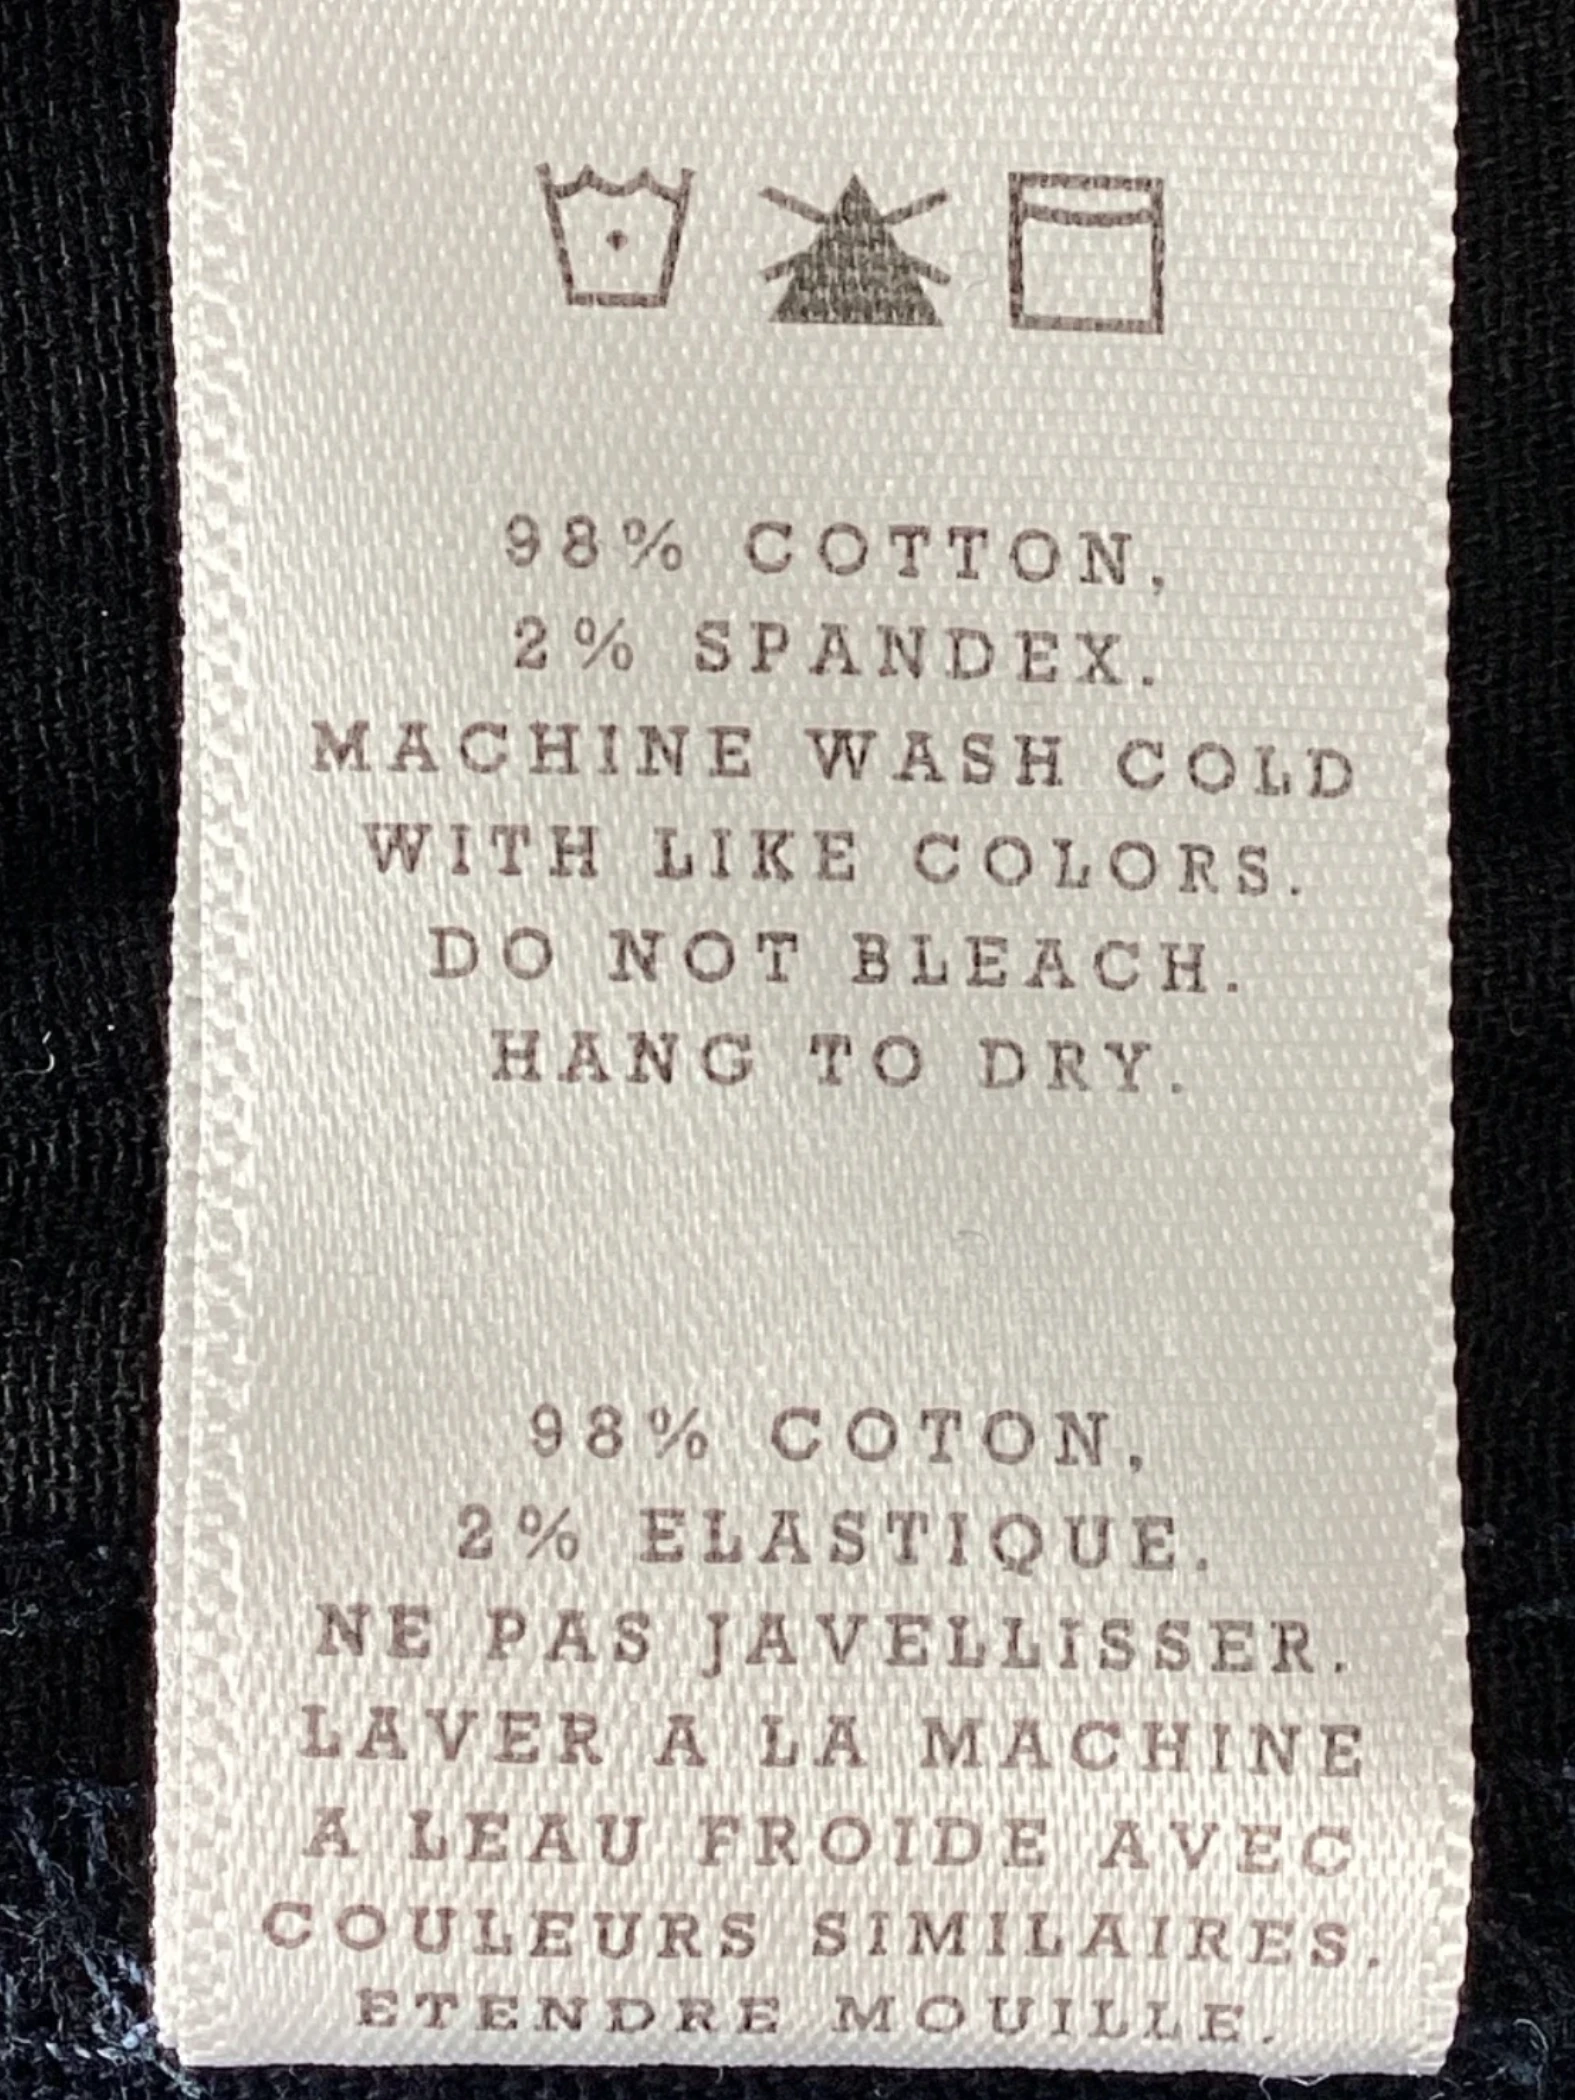 98% COTTON,
2% SPANDEX.
MACHINE WASH COLD
WITH LIKE COLORS.
DO NOT BLEACH.
HANG TO DRY.
98% COTON,
2% ELASTIQUE.
NE PAS JAVELLISSER.
LAVER A LA MACHINE
A LEAU FROIDE AVEC
COULEURS SIMILAIRES.
ETENDRE MOUILLE.